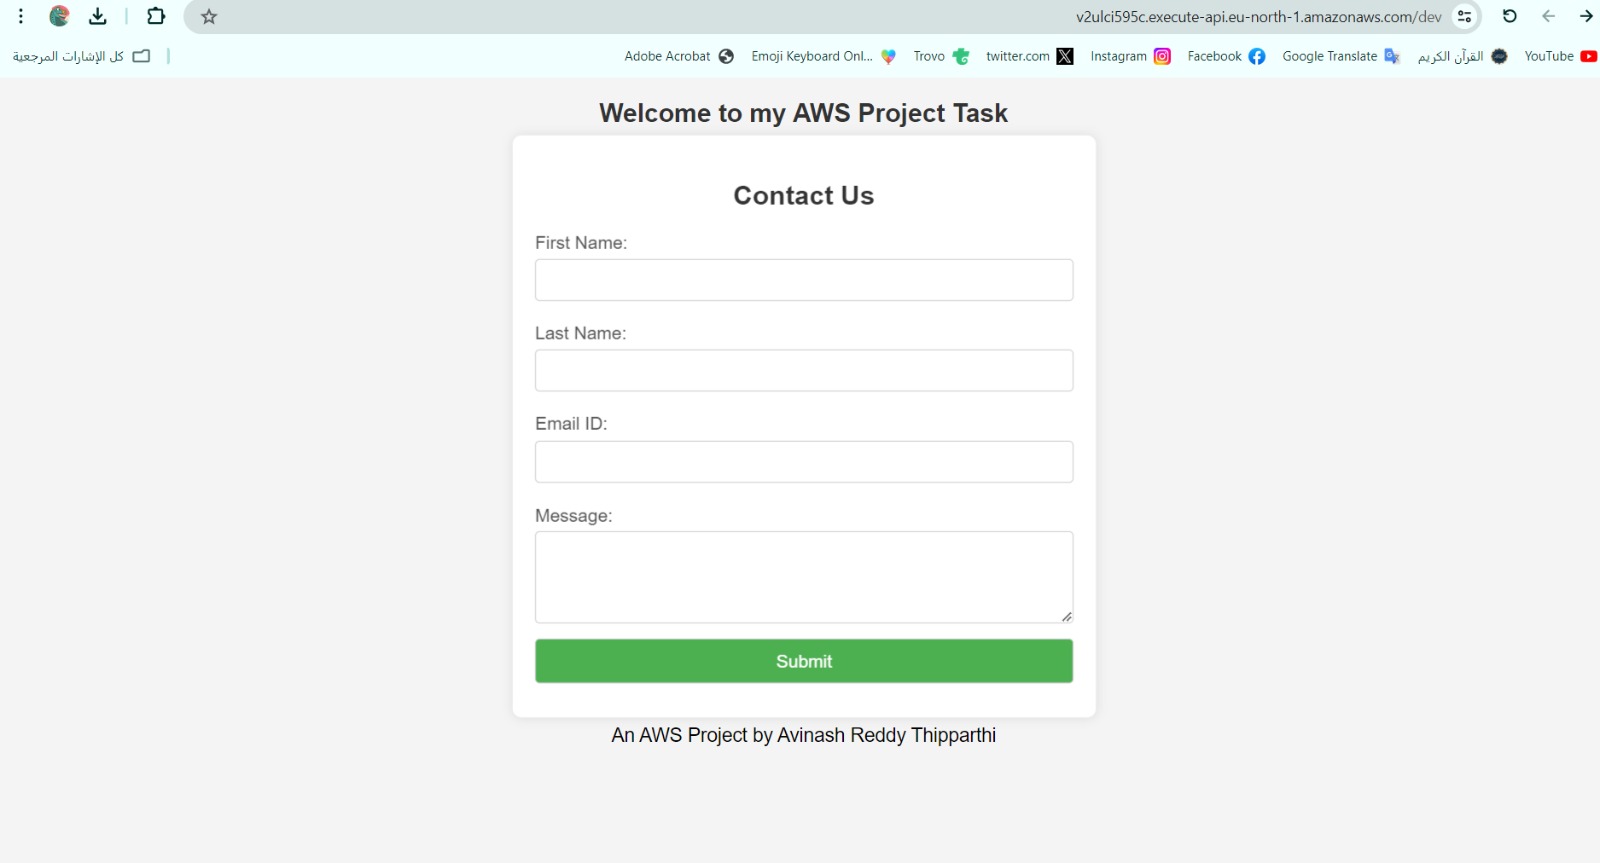 v2ulci595c.execute-api.eu-north-1.amazonaws.com/dev
كل الإشارات المرجعية
Adobe Acrobat
Emoji Keyboard Onl...
Trovo
twitter.com
Instagram
Facebook
Google Translate
القرآن الكريم
YouTube
Welcome to my AWS Project Task
Contact Us
First Name:
Last Name:
Email ID:
Message:
Submit
An AWS Project by Avinash Reddy Thipparthi